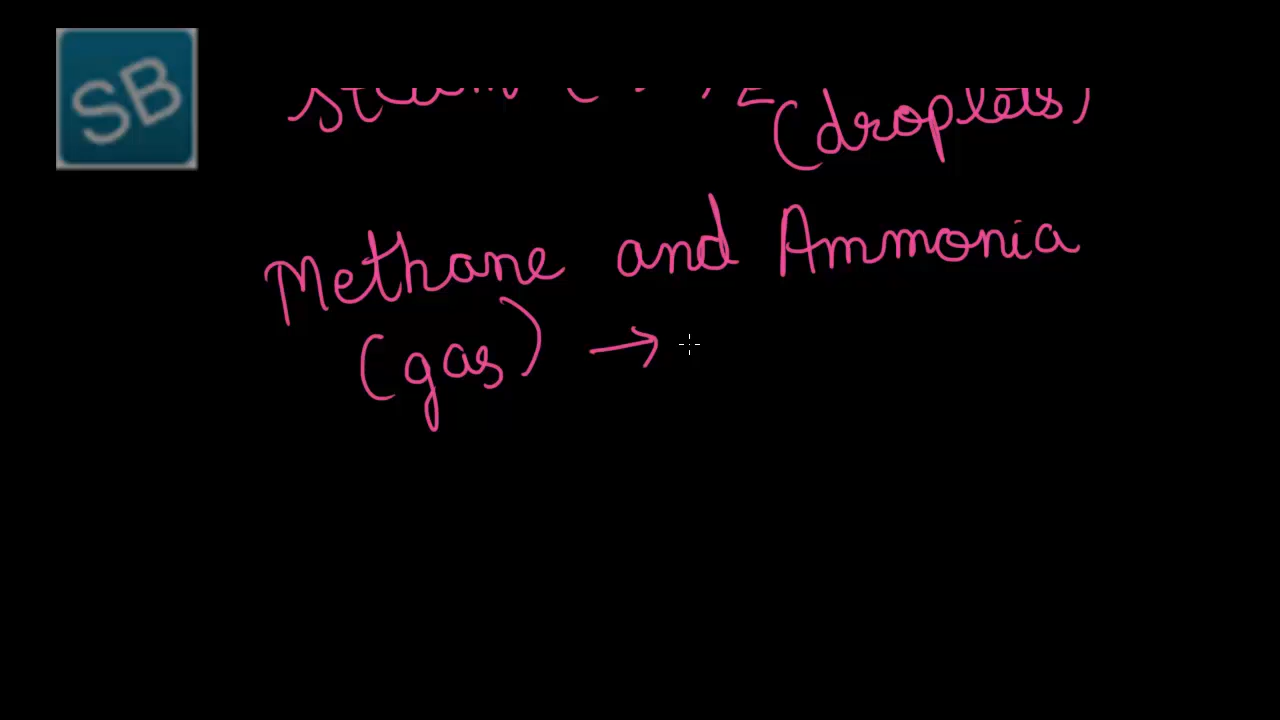 SB
(droplets)
Methane and Ammonia
(gas) →